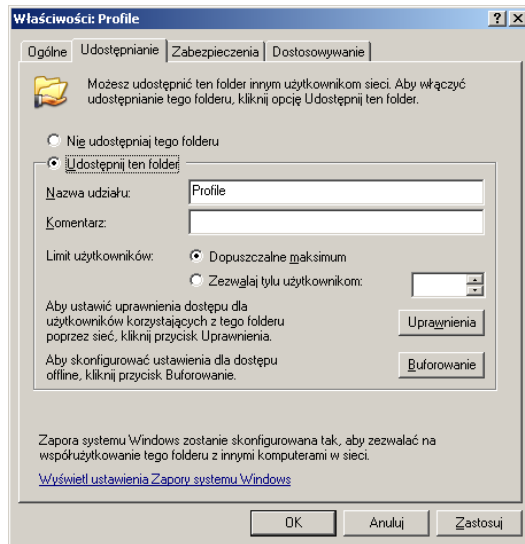 Właściwości: Profile
Ogólne Udostępnianie Zabezpieczenia Dostosowywanie
Możesz udostępnić ten folder innym użytkownikom sieci. Aby włączyć
udostępnianie tego folderu, kliknij opcję Udostępnij ten folder.
Nie udostępniaj tego folderu
Udostępnij ten folder
Nazwa udziału: Profile
Komentarz:
Limit użytkowników: Dopuszczalne maksimum
Zezwalaj tylu użytkownikom:
Aby ustawić uprawnienia dostępu dla
użytkowników korzystających z tego folderu
poprzez sieć, kliknij przycisk Uprawnienia.
Uprawnienia
Aby skonfigurować ustawienia dla dostępu
offline, kliknij przycisk Buforowanie.
Buforowanie
Zapora systemu Windows zostanie skonfigurowana tak, aby zezwalać na
współużytkowanie tego folderu z innymi komputerami w sieci.
Wyświetl ustawienia Zapory systemu Windows
OK Anuluj Zastosuj